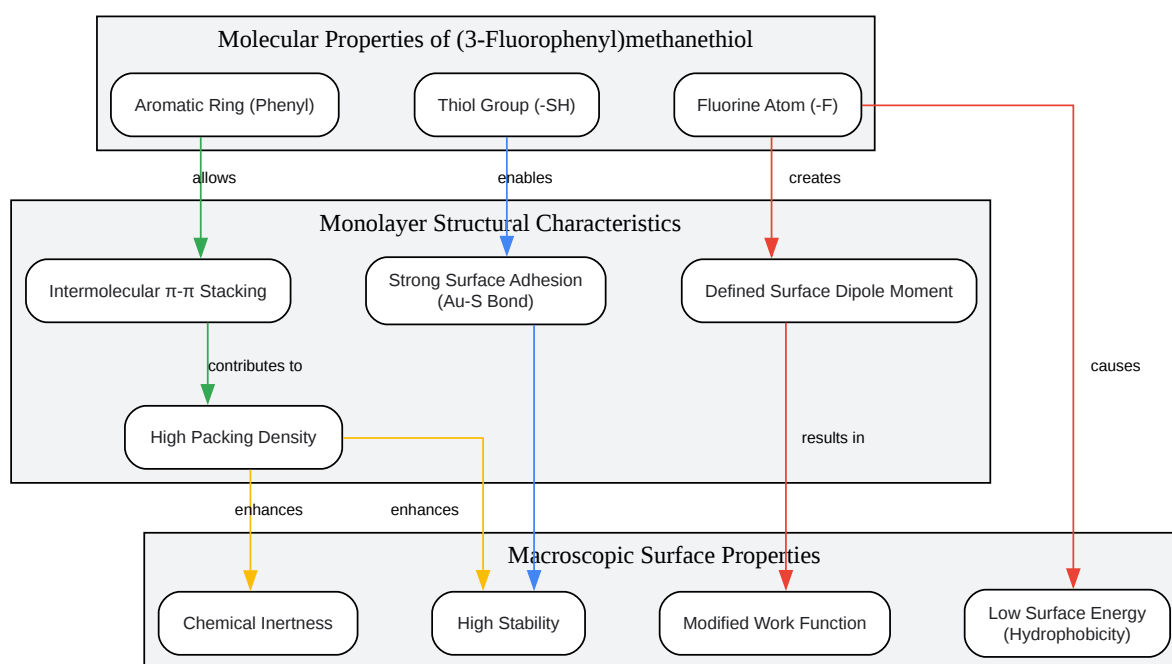 Molecular Properties of (3-Fluorophenyl)methanethiol
Aromatic Ring (Phenyl)
Thiol Group (-SH)
Fluorine Atom (-F)
allows
enables
creates
Monolayer Structural Characteristics
Intermolecular π-π Stacking
Strong Surface Adhesion
(Au-S Bond)
Defined Surface Dipole Moment
contributes to
causes
High Packing Density
results in
enhances
enhances
Macroscopic Surface Properties
Chemical Inertness
High Stability
Modified Work Function
Low Surface Energy
(Hydrophobicity)